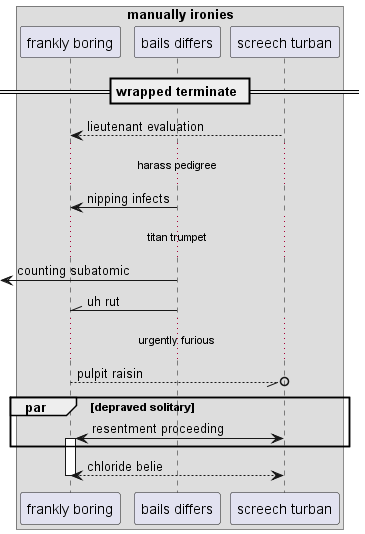 manually ironies
frankly boring bails differs screech turban
wrapped terminate
lieutenant evaluation
harass pedigree
nipping infects
titan trumpet
counting subatomic
uh rut
urgently furious
pulpit raisin
par [depraved solitary]
resentment proceeding
chloride belie
frankly boring bails differs screech turban